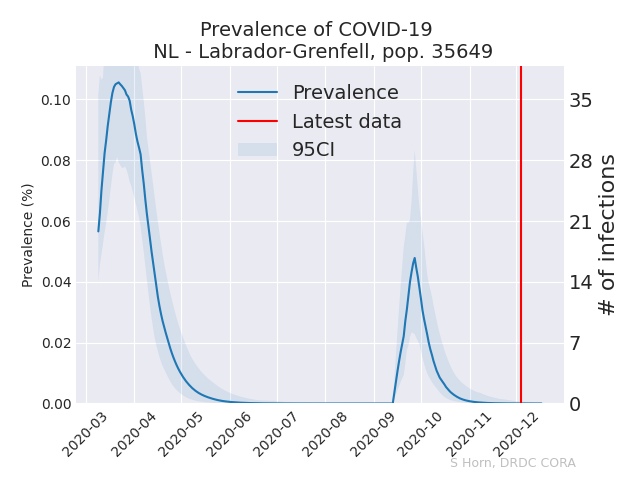 Prevalence of COVID-19
NL - Labrador-Grenfell, pop. 35649
Prevalence
Latest data
95CI
Prevalence (%)
0.10
0.08
0.06
0.04
0.02
0.00
35
28
21
14
7
0
# of infections
2020-03
2020-04
2020-05
2020-06
2020-07
2020-08
2020-09
2020-10
2020-11
2020-12
S Horn, DRDC CORA